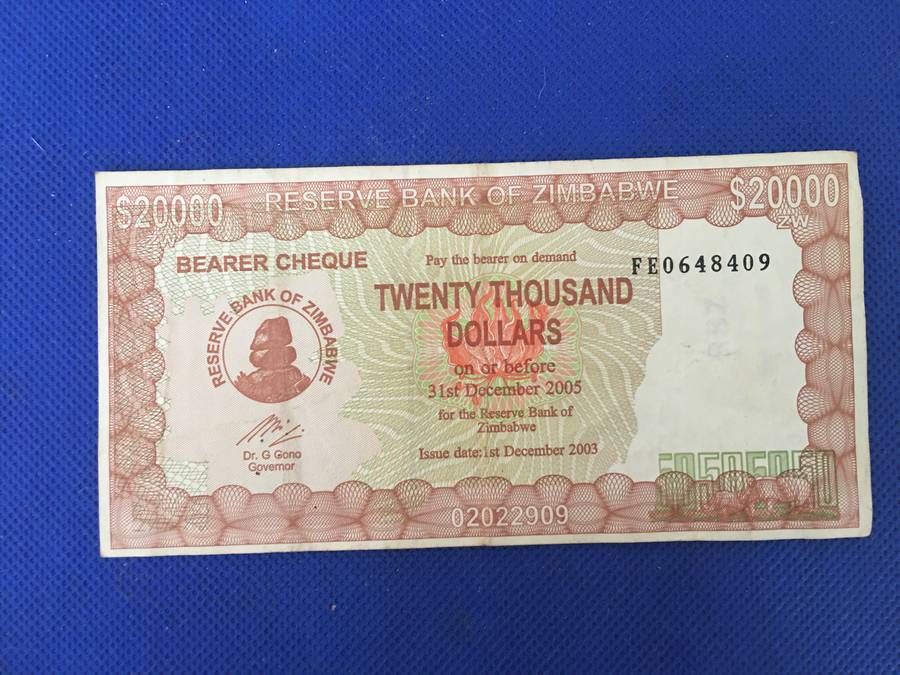 $20000
RESERVE BANK OF ZIMBABWE
$20000
ZW
ZW
BEARER CHEQUE
Pay the bearer on demand
FE0648409
TWENTY THOUSAND
DOLLARS
RESERVE BANK OF ZIMBABWE
on or before
31st December 2005
for the Reserve Bank of
Zimbabwe
Dr. G Gono
Governor
Issue date:1st December 2003
02022909